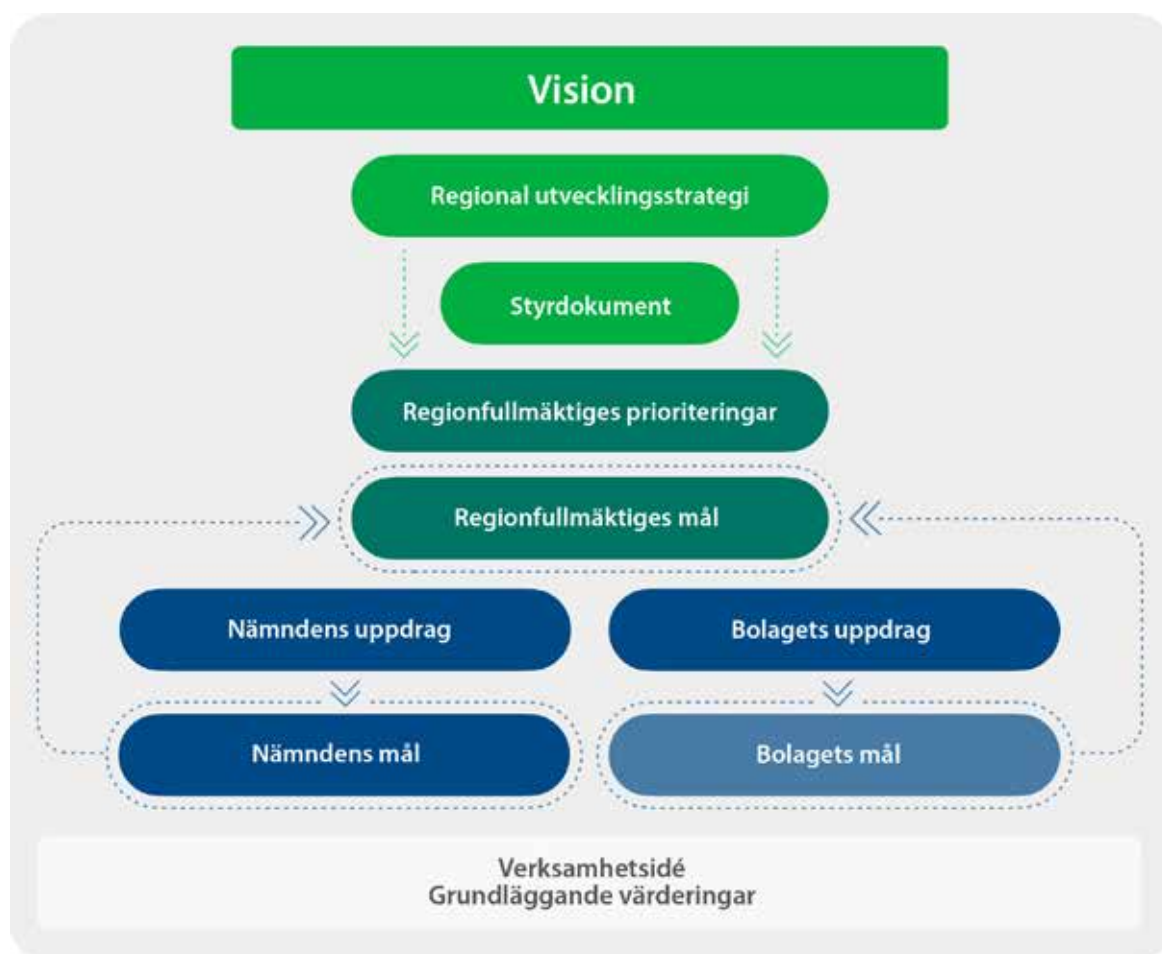 Vision
Regional utvecklingsstrategi
Styrdokument
Regionfullmäktiges prioriteringar
Regionfullmäktiges mål
Nämndens uppdrag
Bolagets uppdrag
Nämndens mål
Bolagets mål
Verksamhetsidé
Grundläggande värderingar